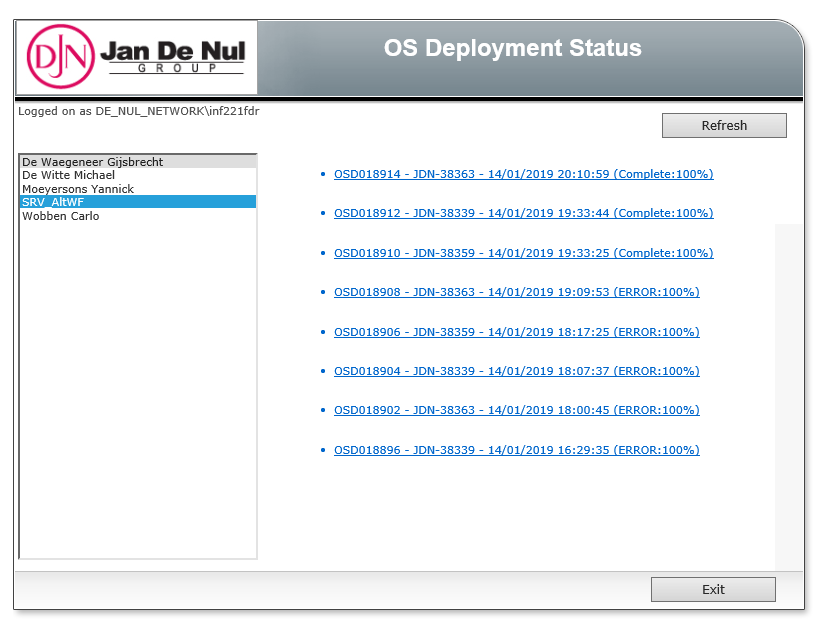 DJN
Jan De Nul
GROUP
OS Deployment Status
Logged on as DE_NUL_NETWORK\inf221fdr
Refresh
De Waegeneer Gijsbrecht
De Witte Michael
Moeyersons Yannick
SRV_AltWF
Wobben Carlo
• OSD018914 - JDN-38363 - 14/01/2019 20:10:59 (Complete:100%)
• OSD018912 - JDN-38339 - 14/01/2019 19:33:44 (Complete:100%)
• OSD018910 - JDN-38359 - 14/01/2019 19:33:25 (Complete:100%)
• OSD018908 - JDN-38363 - 14/01/2019 19:09:53 (ERROR:100%)
• OSD018906 - JDN-38359 - 14/01/2019 18:17:25 (ERROR:100%)
• OSD018904 - JDN-38339 - 14/01/2019 18:07:37 (ERROR:100%)
• OSD018902 - JDN-38363 - 14/01/2019 18:00:45 (ERROR:100%)
• OSD018896 - JDN-38339 - 14/01/2019 16:29:35 (ERROR:100%)
Exit